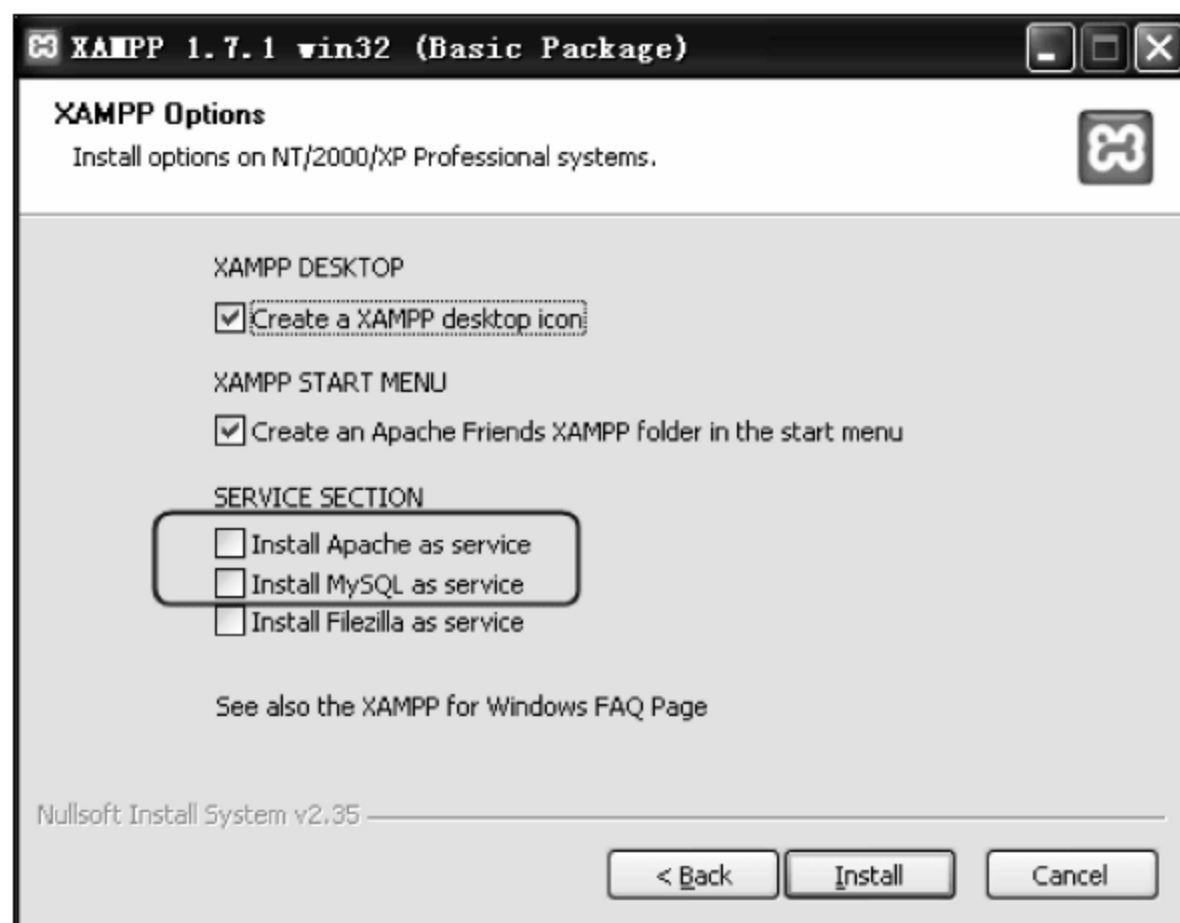 XAMPP 1.7.1 win32 (Basic Package)
XAMPP Options
Install options on NT/2000/XP Professional systems.
XAMPP DESKTOP
Create a XAMPP desktop icon
XAMPP START MENU
Create an Apache Friends XAMPP folder in the start menu
SERVICE SECTION
Install Apache as service
Install MySQL as service
Install Filezilla as service
See also the XAMPP for Windows FAQ Page
Nullsoft Install System v2.35
< Back Install Cancel